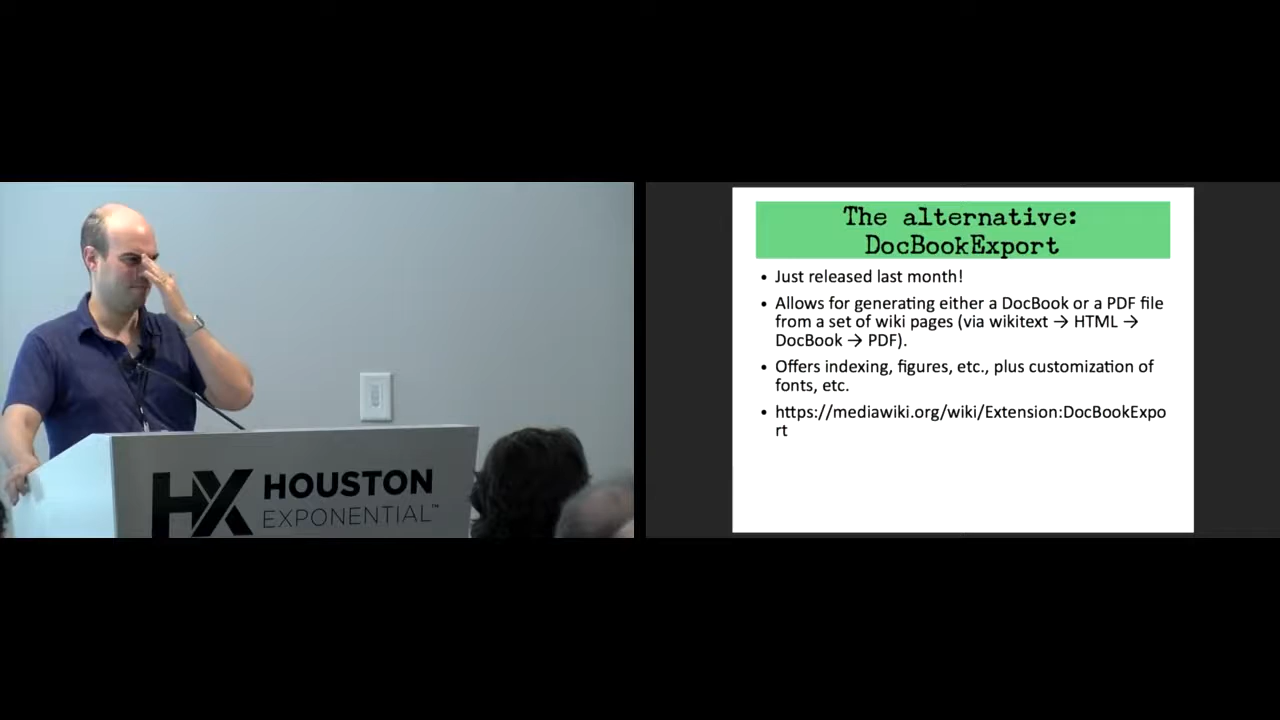 HX HOUSTON
EXPONENTIAL™
The alternative:
DocBookExport
• Just released last month!
• Allows for generating either a DocBook or a PDF file
from a set of wiki pages (via wikitext → HTML →
DocBook → PDF).
• Offers indexing, figures, etc., plus customization of
fonts, etc.
• https://mediawiki.org/wiki/Extension:DocBookExpo
rt